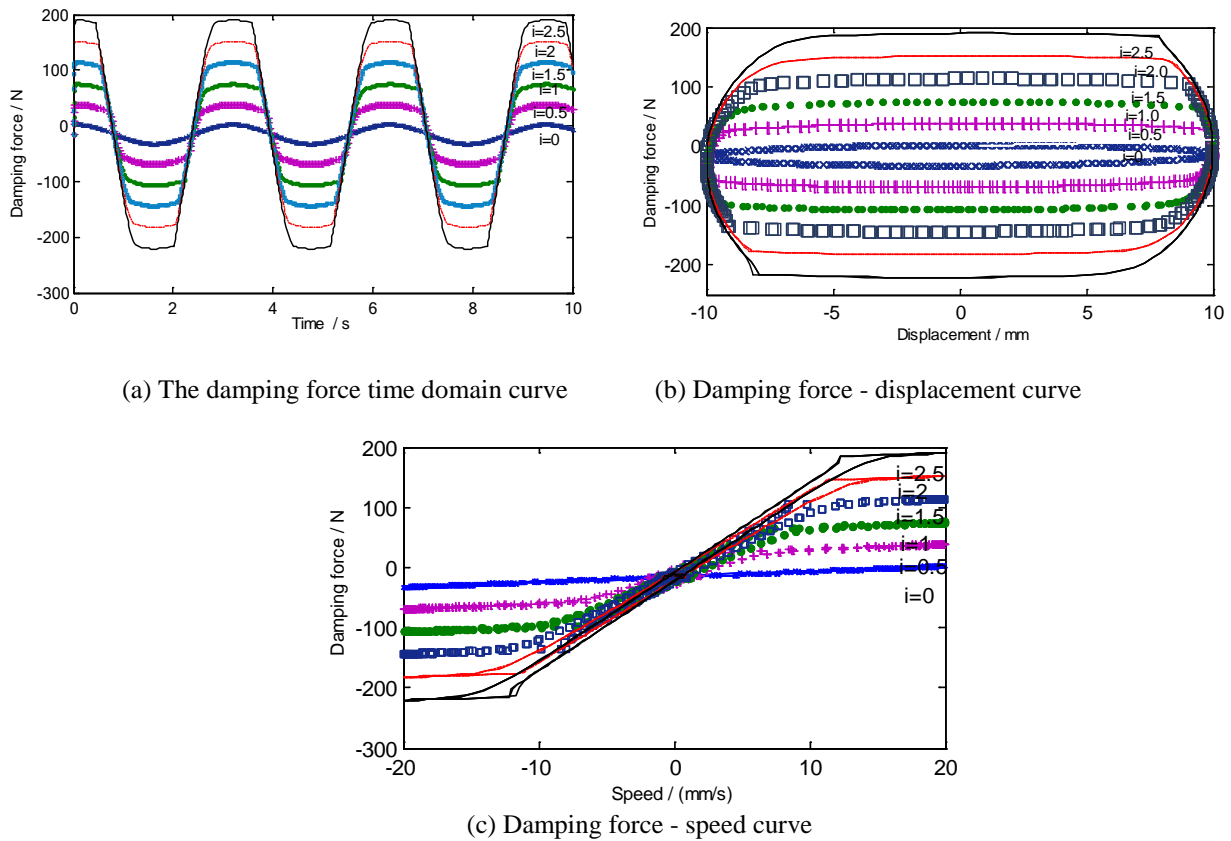 200
100
0
-100
-200
-300
Damping force / N
0
2
4
6
8
10
Time / s
i=2.5
i=2
i=1.5
i=1
i=0.5
i=0
(a) The damping force time domain curve
200
100
0
-100
-200
Damping force / N
-10
-5
0
5
10
Displacement / mm
i=2.5
i=2.0
i=1.5
i=1.0
i=0.5
i=0
(b) Damping force - displacement curve
200
100
0
-100
-200
-300
Damping force / N
-20
-10
0
10
20
Speed / (mm/s)
i=2.5
i=2
i=1.5
i=1
i=0.5
i=0
(c) Damping force - speed curve